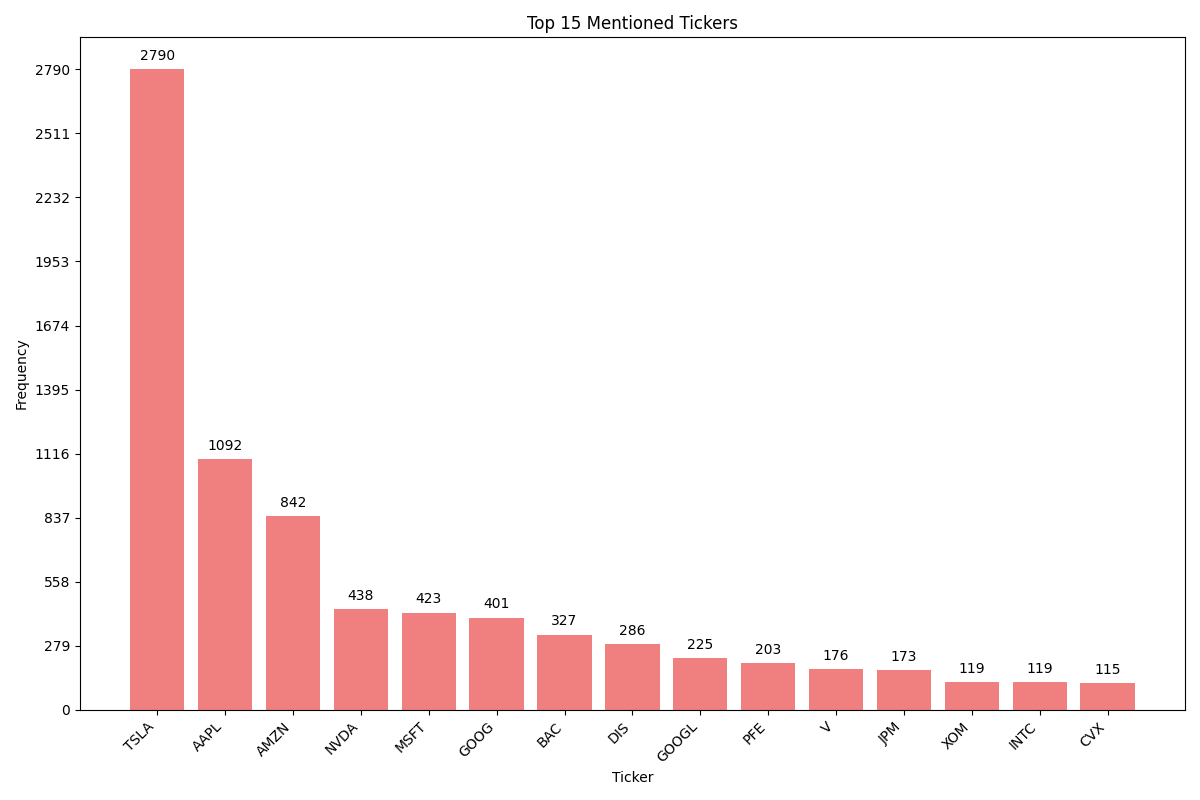 Top 15 Mentioned Tickers
Frequency
2790
2511
2232
1953
1674
1395
1116
837
558
279
0
2790
1092
842
438
423
401
327
286
225
203
176
173
119
119
115
TSLA
AAPL
AMZN
NVDA
MSFT
GOOG
BAC
DIS
GOOGL
PFE
V
JPM
XOM
INTC
CVX
Ticker